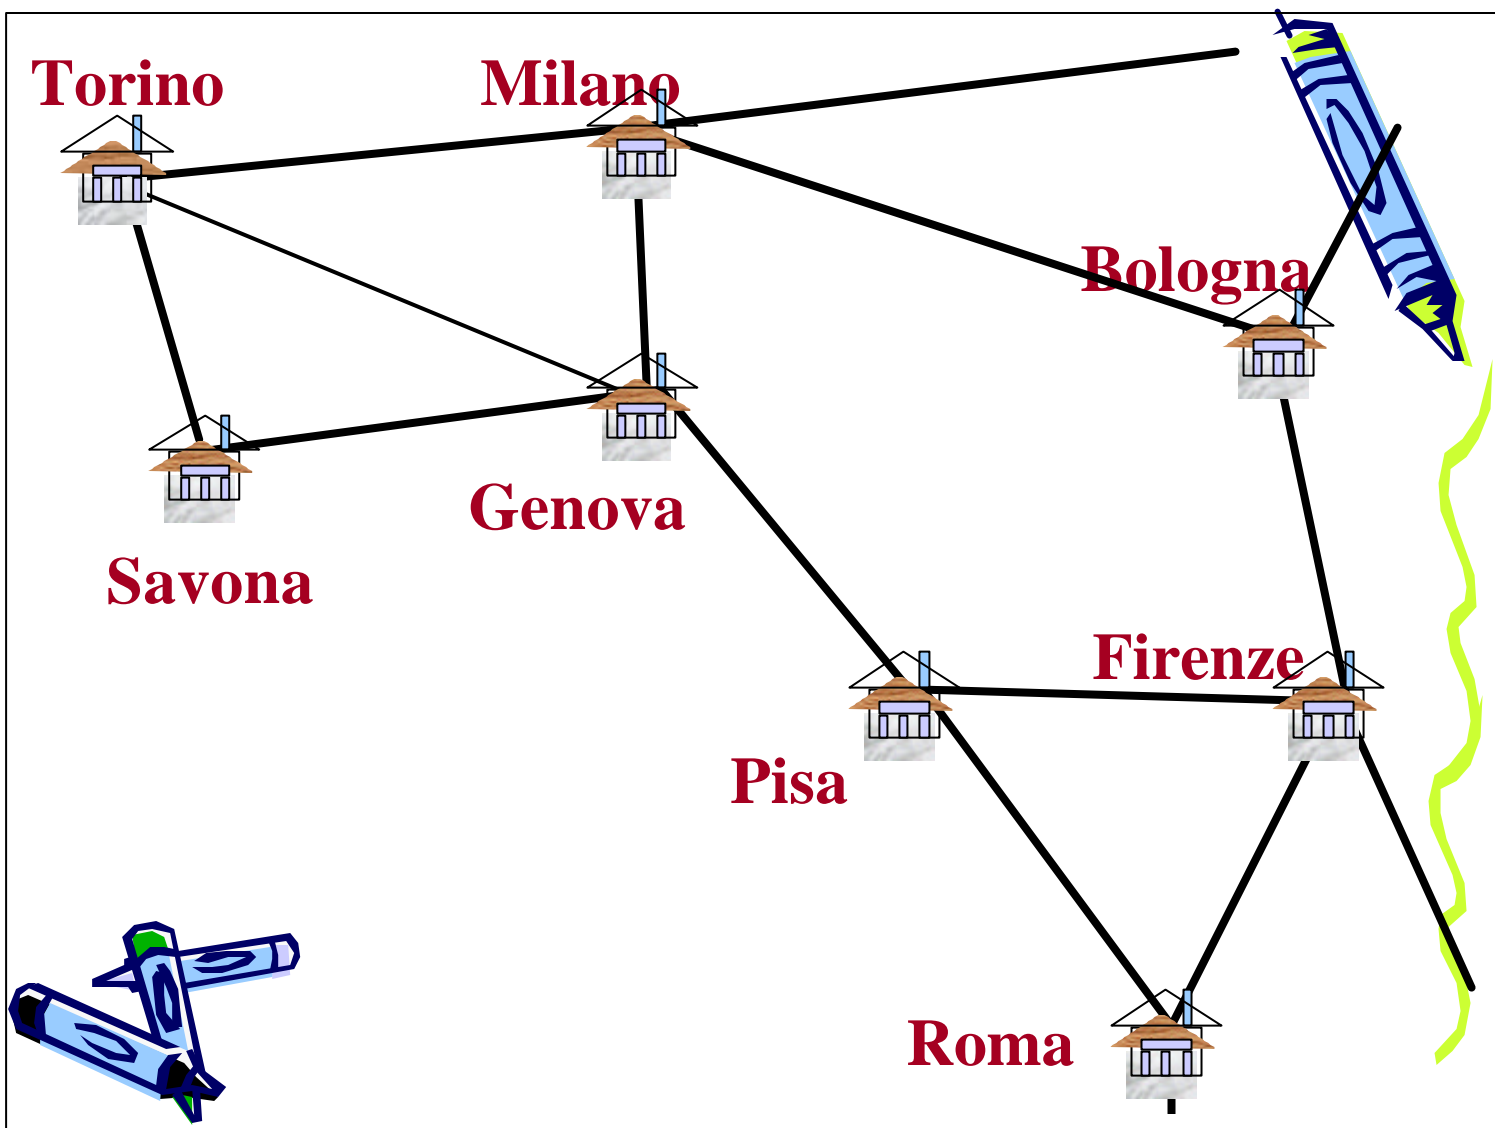 Torino
Milano
Bologna
Genova
Savona
Firenze
Pisa
Roma